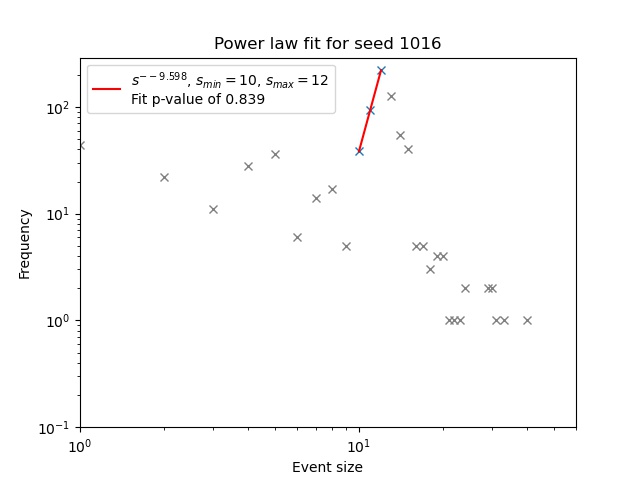 Power law fit for seed 1016
s^{--9.598}, s_{min} = 10, s_{max} = 12
Fit p-value of 0.839
Frequency
10^2
10^1
10^0
10^{-1}
10^0 10^1
Event size